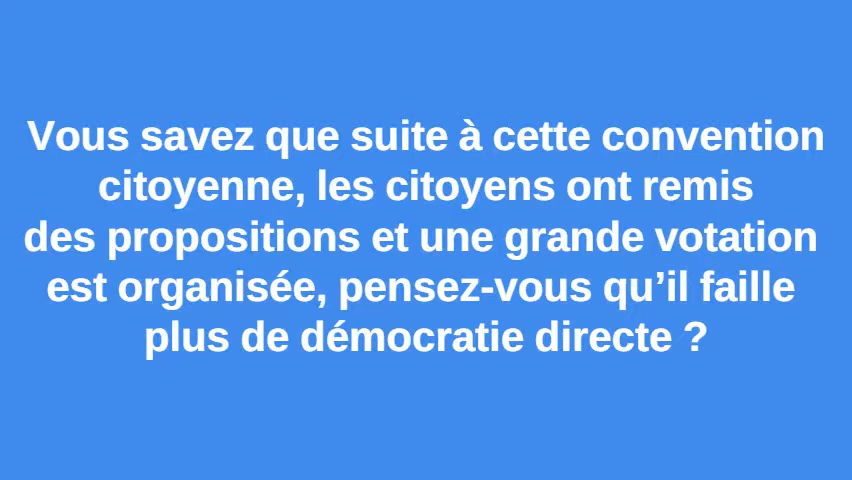 Vous savez que suite à cette convention
citoyenne, les citoyens ont remis
des propositions et une grande votation
est organisée, pensez-vous qu’il faille
plus de démocratie directe ?